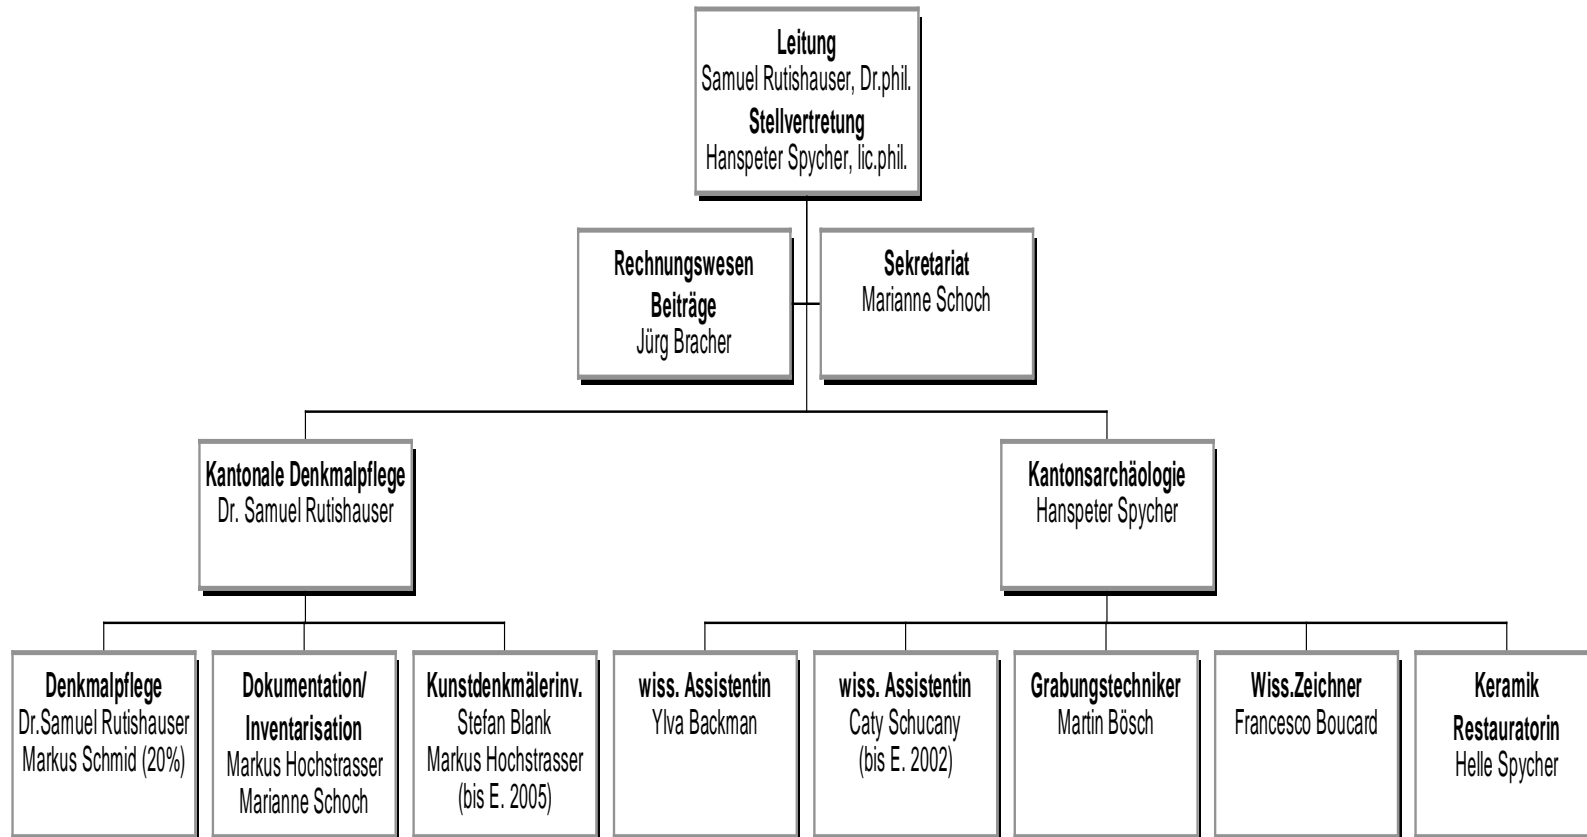 Leitung
Samuel Rutishauser, Dr.phil.
Stellvertretung
Hanspeter Spycher, lic.phil.
Rechnungswesen
Beiträge
Jürg Bracher
Sekretariat
Marianne Schoch
Kantonale Denkmalpflege
Dr. Samuel Rutishauser
Kantonsarchäologie
Hanspeter Spycher
Denkmalpflege
Dr.Samuel Rutishauser
Markus Schmid (20%)
Dokumentation/
Inventarisation
Markus Hochstrasser
Marianne Schoch
Kunstdenkmälerinv.
Stefan Blank
Markus Hochstrasser
(bis E. 2005)
wiss. Assistentin
Ylva Backman
wiss. Assistentin
Caty Schucany
(bis E. 2002)
Grabungstechniker
Martin Bösch
Wiss.Zeichner
Francesco Boucard
Keramik
Restauratorin
Helle Spycher